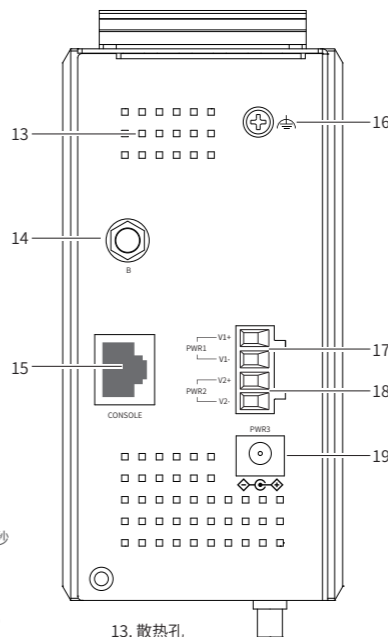 13
16
14
B
V1+
PWR1
V1-
17
15
V2+
PWR2
V2-
18
CONSOLE
PWR3
19
秒
13. 散热孔